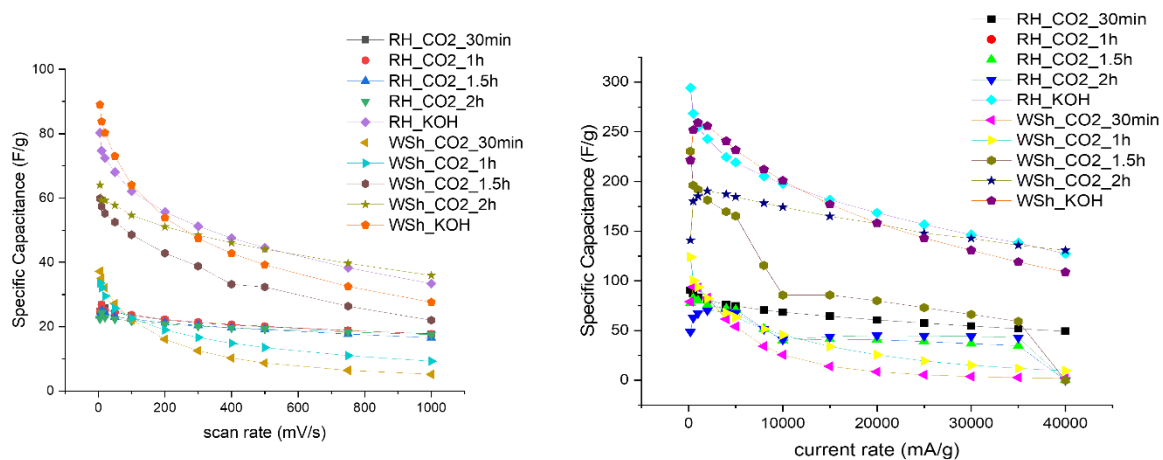 RH_CO2_30min
RH_CO2_1h
RH_CO2_1.5h
RH_CO2_2h
RH_KOH
WSh_CO2_30min
WSh_CO2_1h
WSh_CO2_1.5h
WSh_CO2_2h
WSh_KOH
100
80
60
40
20
0
Specific Capacitance (F/g)
0
200
400
600
800
1000
scan rate (mV/s)
RH_CO2_30min
RH_CO2_1h
RH_CO2_1.5h
RH_CO2_2h
RH_KOH
WSh_CO2_30min
WSh_CO2_1h
WSh_CO2_1.5h
WSh_CO2_2h
WSh_KOH
300
250
200
150
100
50
0
Specific Capacitance (F/g)
0
10000
20000
30000
40000
current rate (mA/g)